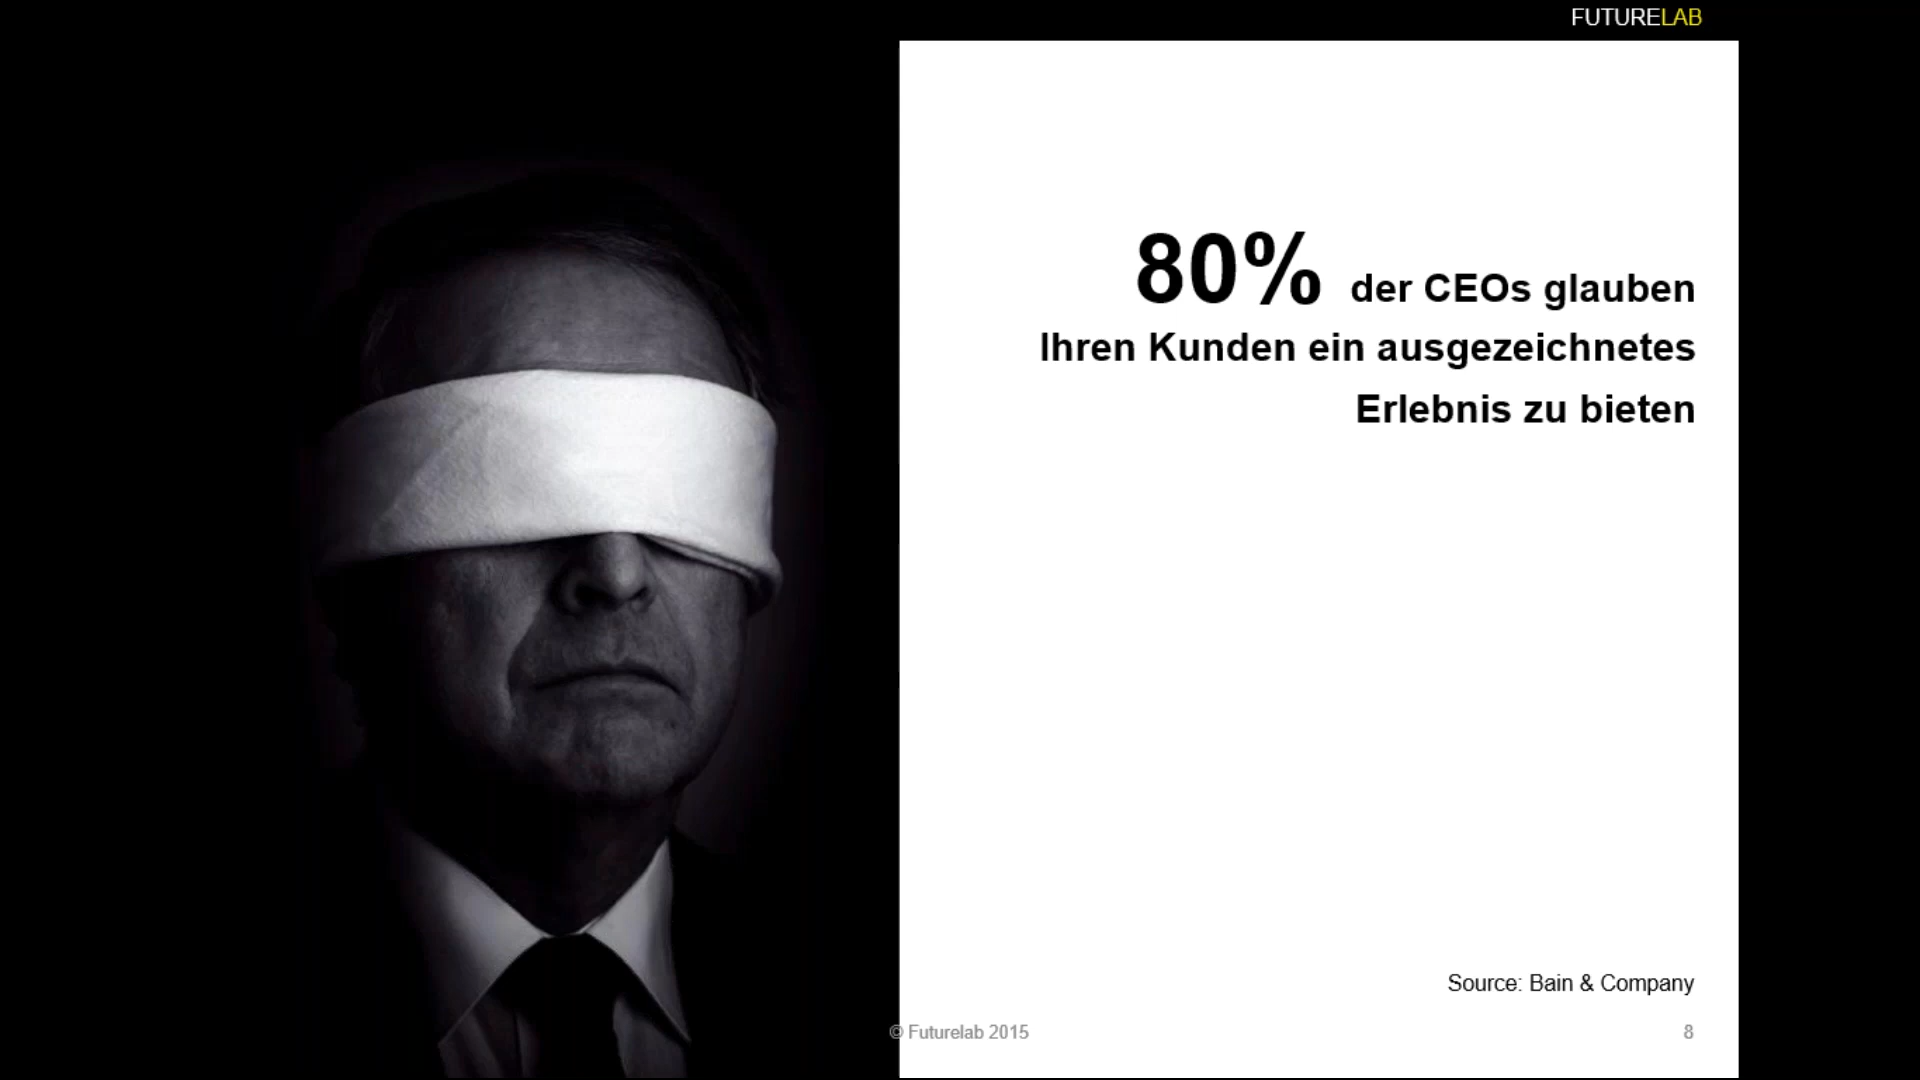 FUTURELAB
80% der CEOs glauben
Ihren Kunden ein ausgezeichnetes
Erlebnis zu bieten
Source: Bain & Company
© Futurelab 2015
8